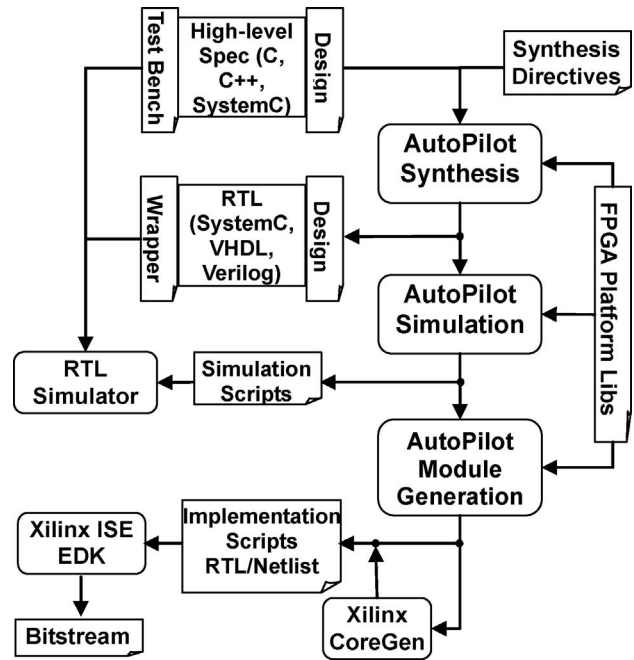 Test Bench
High-level
Spec (C,
C++,
SystemC)
Design
Synthesis
Directives
AutoPilot
Synthesis
Wrapper
RTL
(SystemC,
VHDL,
Verilog)
Design
FPGA Platform Libs
AutoPilot
Simulation
RTL
Simulator
Simulation
Scripts
AutoPilot
Module
Generation
Xilinx ISE
EDK
Implementation
Scripts
RTL/Netlist
Xilinx
CoreGen
Bitstream